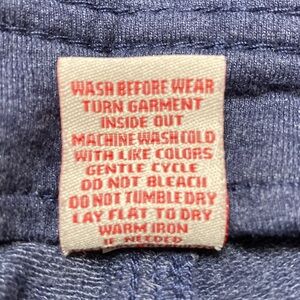 WASH BEFORE WEAR
TURN GARMENT
INSIDE OUT
MACHINE WASH COLD
WITH LIKE COLORS
GENTLE CYCLE
DO NOT BLEACH
DO NOT TUMBLE DRY
LAY FLAT TO DRY
WARM IRON
IF NEEDED